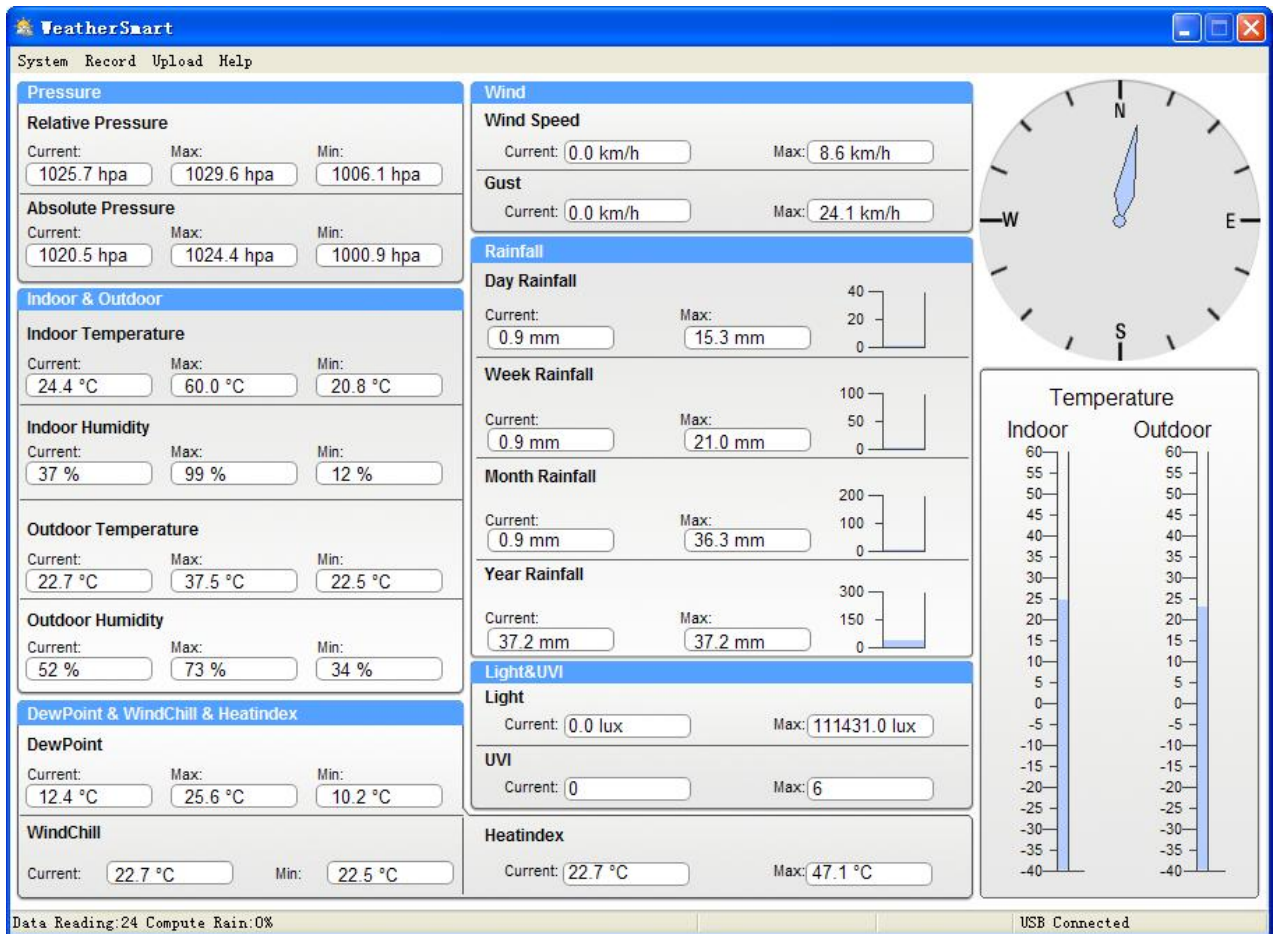 WeatherSmart
System Record Upload Help
Pressure
Relative Pressure
Current: Max: Min:
1025.7 hpa 1029.6 hpa 1006.1 hpa
Absolute Pressure
Current: Max: Min:
1020.5 hpa 1024.4 hpa 1000.9 hpa
Indoor & Outdoor
Indoor Temperature
Current: Max: Min:
24.4 °C 60.0 °C 20.8 °C
Indoor Humidity
Current: Max: Min:
37 % 99 % 12 %
Outdoor Temperature
Current: Max: Min:
22.7 °C 37.5 °C 22.5 °C
Outdoor Humidity
Current: Max: Min:
52 % 73 % 34 %
DewPoint & WindChill & Heatindex
DewPoint
Current: Max: Min:
12.4 °C 25.6 °C 10.2 °C
WindChill
Current: 22.7 °C Min: 22.5 °C
Wind
Wind Speed
Current: 0.0 km/h Max: 8.6 km/h
Gust
Current: 0.0 km/h Max: 24.1 km/h
Rainfall
Day Rainfall
Current: Max:
0.9 mm 15.3 mm
40
20
0
Week Rainfall
Current: Max:
0.9 mm 21.0 mm
100
50
0
Month Rainfall
Current: Max:
0.9 mm 36.3 mm
200
100
0
Year Rainfall
Current: Max:
37.2 mm 37.2 mm
300
150
0
Light&UVI
Light
Current: 0.0 lux Max: 111431.0 lux
UVI
Current: 0 Max: 6
Heatindex
Current: 22.7 °C Max: 47.1 °C
N
W E
S
Temperature
Indoor Outdoor
60 60
55 55
50 50
45 45
40 40
35 35
30 30
25 25
20 20
15 15
10 10
5 5
0 0
-5 -5
-10 -10
-15 -15
-20 -20
-25 -25
-30 -30
-35 -35
-40 -40
Data Reading:24 Compute Rain:0% USB Connected